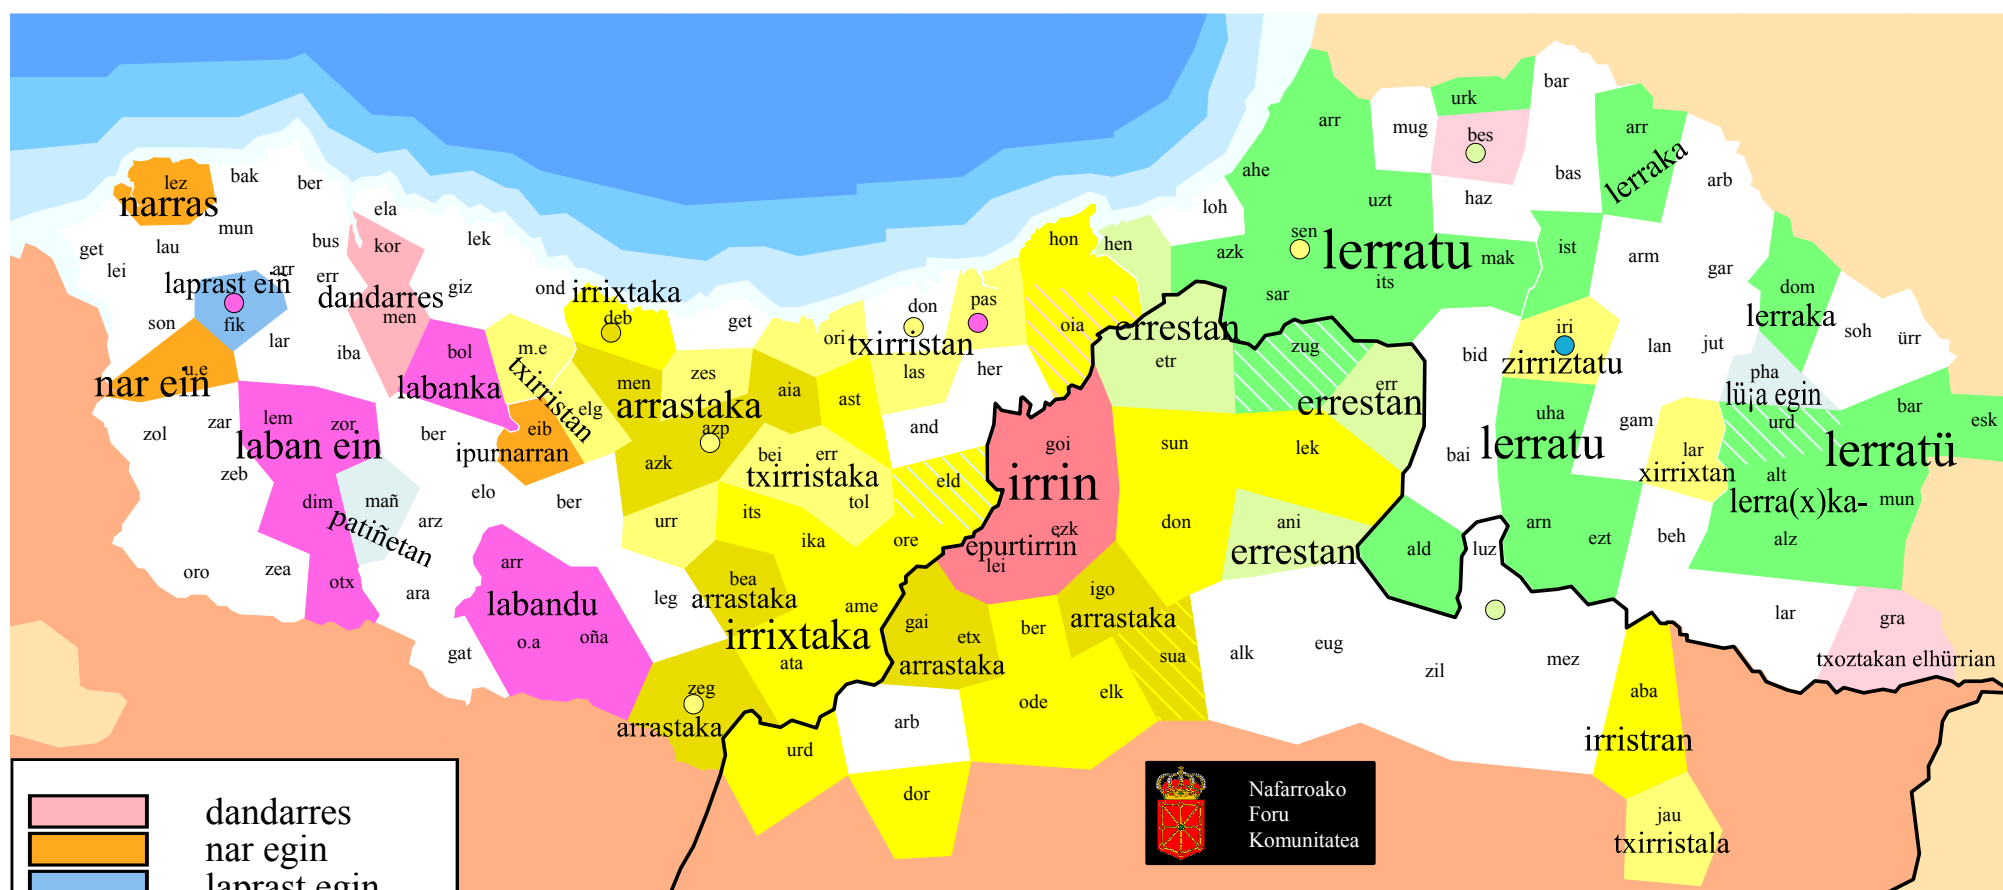 bar
urk
arr
mug
bes
arr
lez
bak
ber
narras
ahe
uzt
haz
bas
lerraka
arb
ela
loh
get
lau
mun
bus
kor
lek
hon
hen
azk
sen
lerratu
mak
ist
arm
gar
lei
arr
err
laprast eiñ
dandarres
giz
ond
irrixtaka
sar
its
dom
lerraka
son
fik
men
deb
get
don
pas
oia
errestan
iri
soh
ürr
lar
iba
bol
m.e
ori
txirristan
her
etr
zug
bid
zirriztatu
lan
jut
nar ein
u.e
labanka
txirristan
men
zes
aia
las
err
errestan
pha
lüja egin
zol
zar
lem
zor
ber
eib
elg
arrastaka
azp
ast
and
uha
gam
urd
bar
esk
laban ein
ipurnarran
goi
sun
lek
bai
lerratu
lar
xirrixtan
lerratü
zeb
azk
bei
err
txirristaka
tol
eld
irrin
alt
lerra(x)ka-
mun
dim
mañ
patiñetan
elo
ber
arz
urr
its
ika
ore
ezk
epurtirrin
lei
don
ani
errestan
ald
luz
arn
ezt
beh
alz
oro
zea
otx
ara
arr
labandu
leg
bea
arrastaka
ame
igo
arrastaka
gat
o.a
oña
irrixtaka
ata
gai
etx
arrastaka
ber
sua
alk
eug
zil
mez
lar
gra
txoztakan elhürrian
zeg
arrastaka
ode
elk
aba
urd
arb
irristran
dor
jau
txirristala
Nafarroako
Foru
Komunitatea
dandarres
nar egin
laprast egin